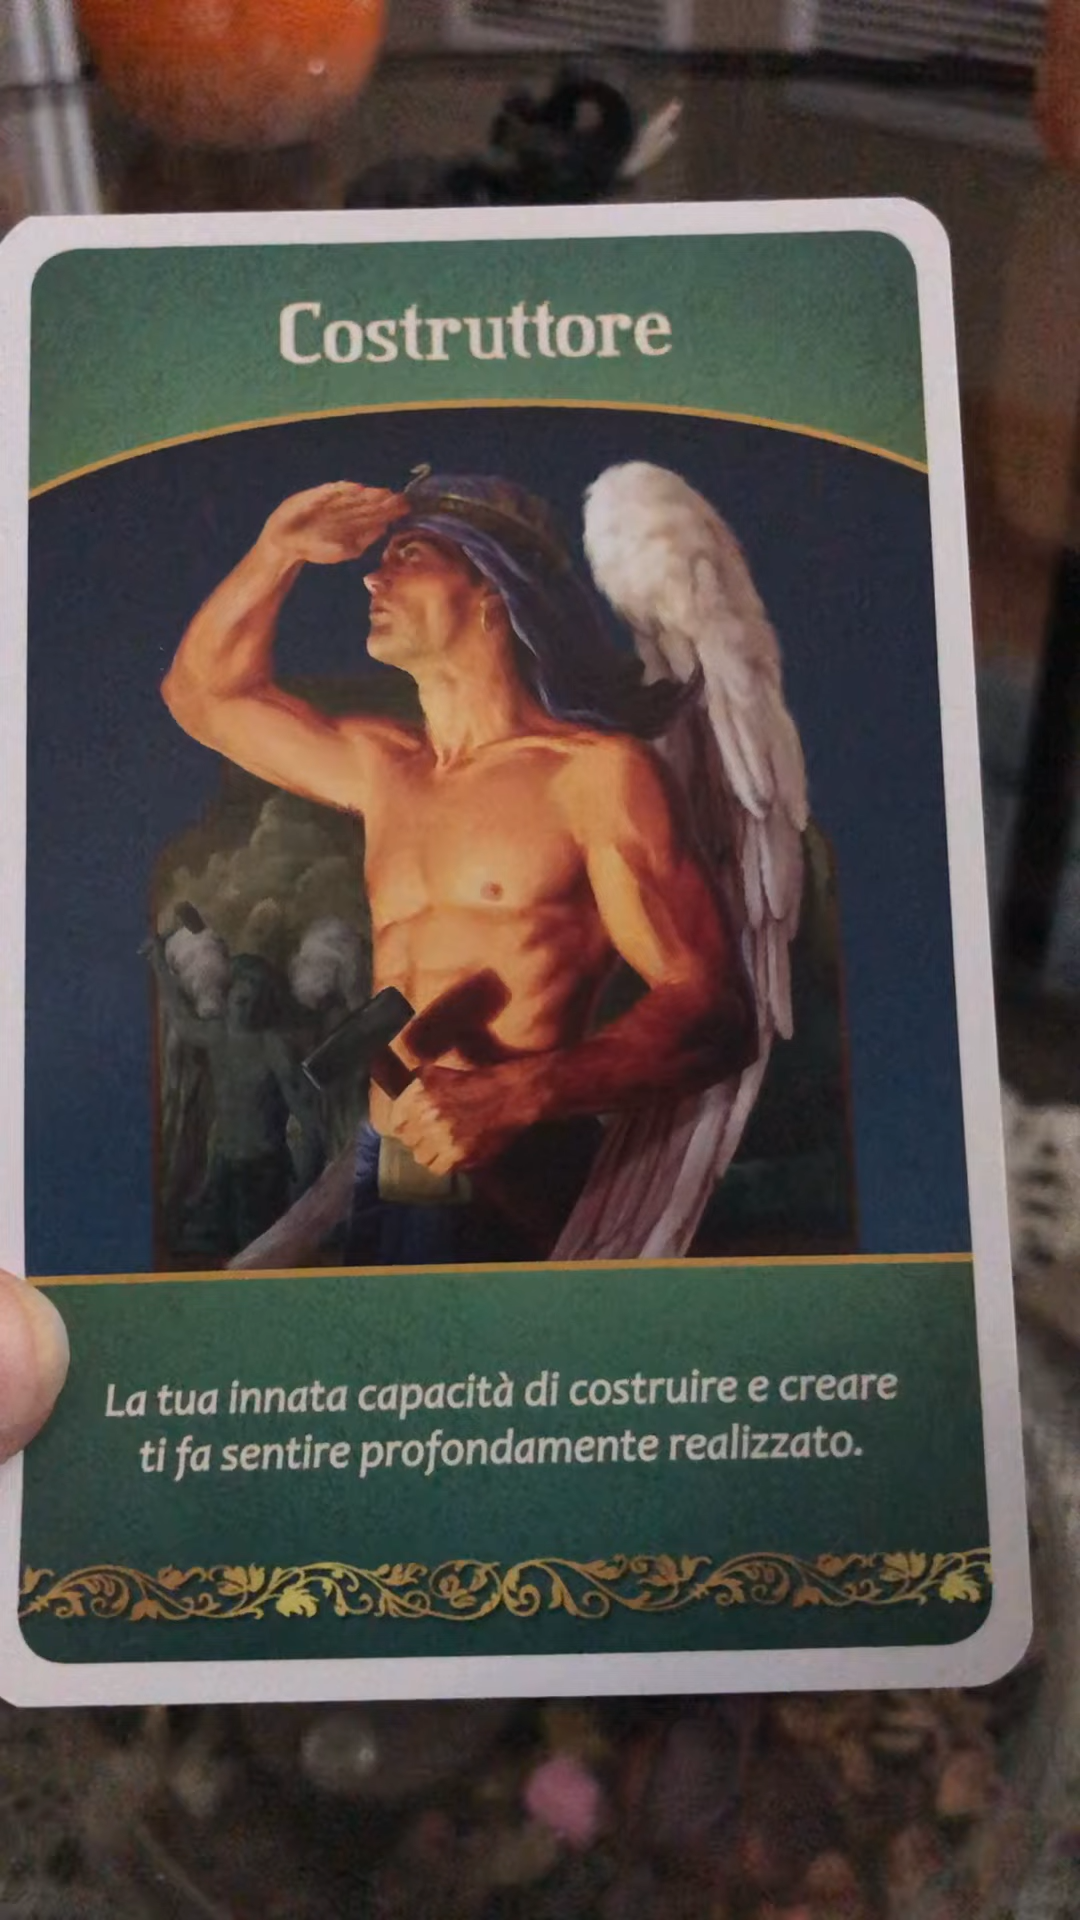 Costruttore
La tua innata capacità di costruire e creare
ti fa sentire profondamente realizzato.